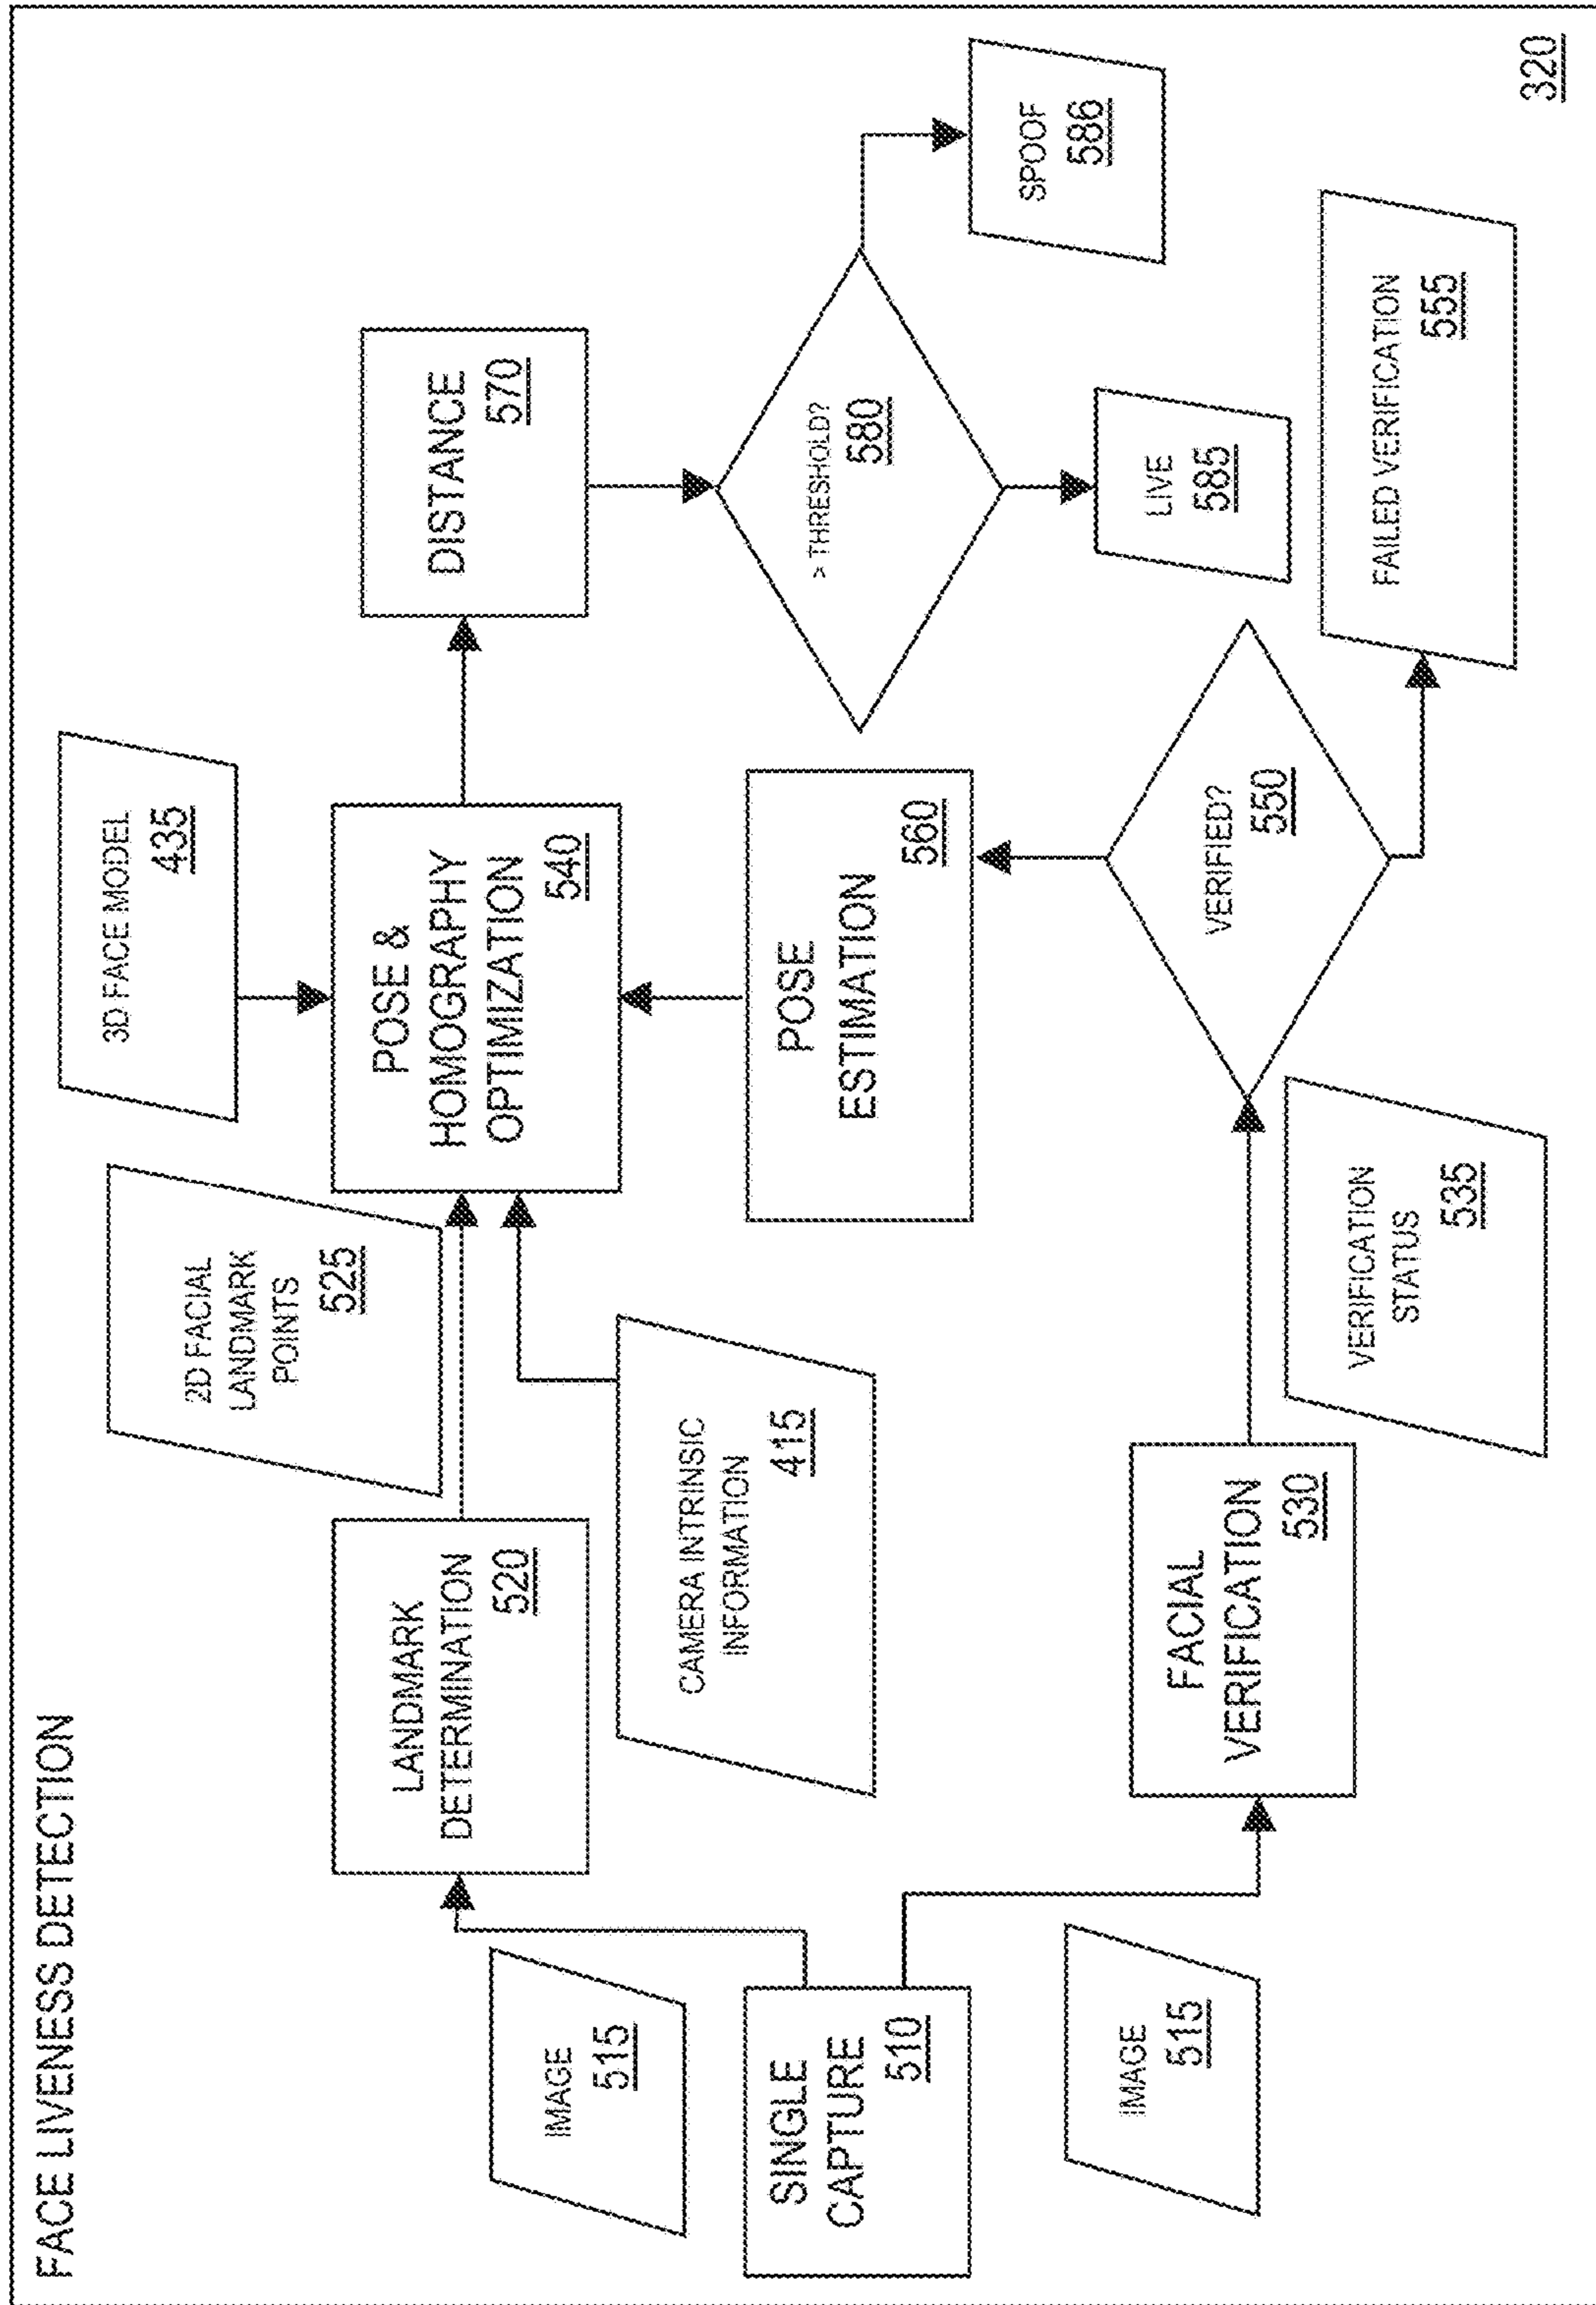 FACE LIVENESS DETECTION
IMAGE
515
SINGLE
CAPTURE
510
IMAGE
515
LANDMARK
DETERMINATION
520
2D FACIAL
LANDMARK
POINTS
525
CAMERA INTRINSIC
INFORMATION
415
FACIAL
VERIFICATION
530
VERIFICATION
STATUS
535
3D FACE MODEL
435
POSE &
HOMOGRAPHY
OPTIMIZATION
540
POSE
ESTIMATION
560
VERIFIED?
550
DISTANCE
570
> THRESHOLD?
580
LIVE
585
SPOOF
586
FAILED VERIFICATION
555
320